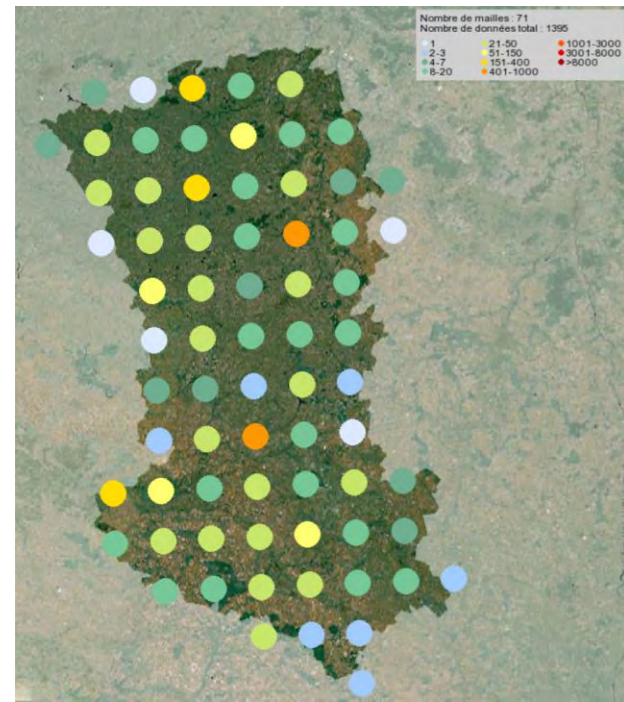 Nombre de mailles : 71
Nombre de données total : 1395
1 21-50 1001-3000
2-3 51-150 3001-8000
4-7 151-400 >8000
8-20 401-1000